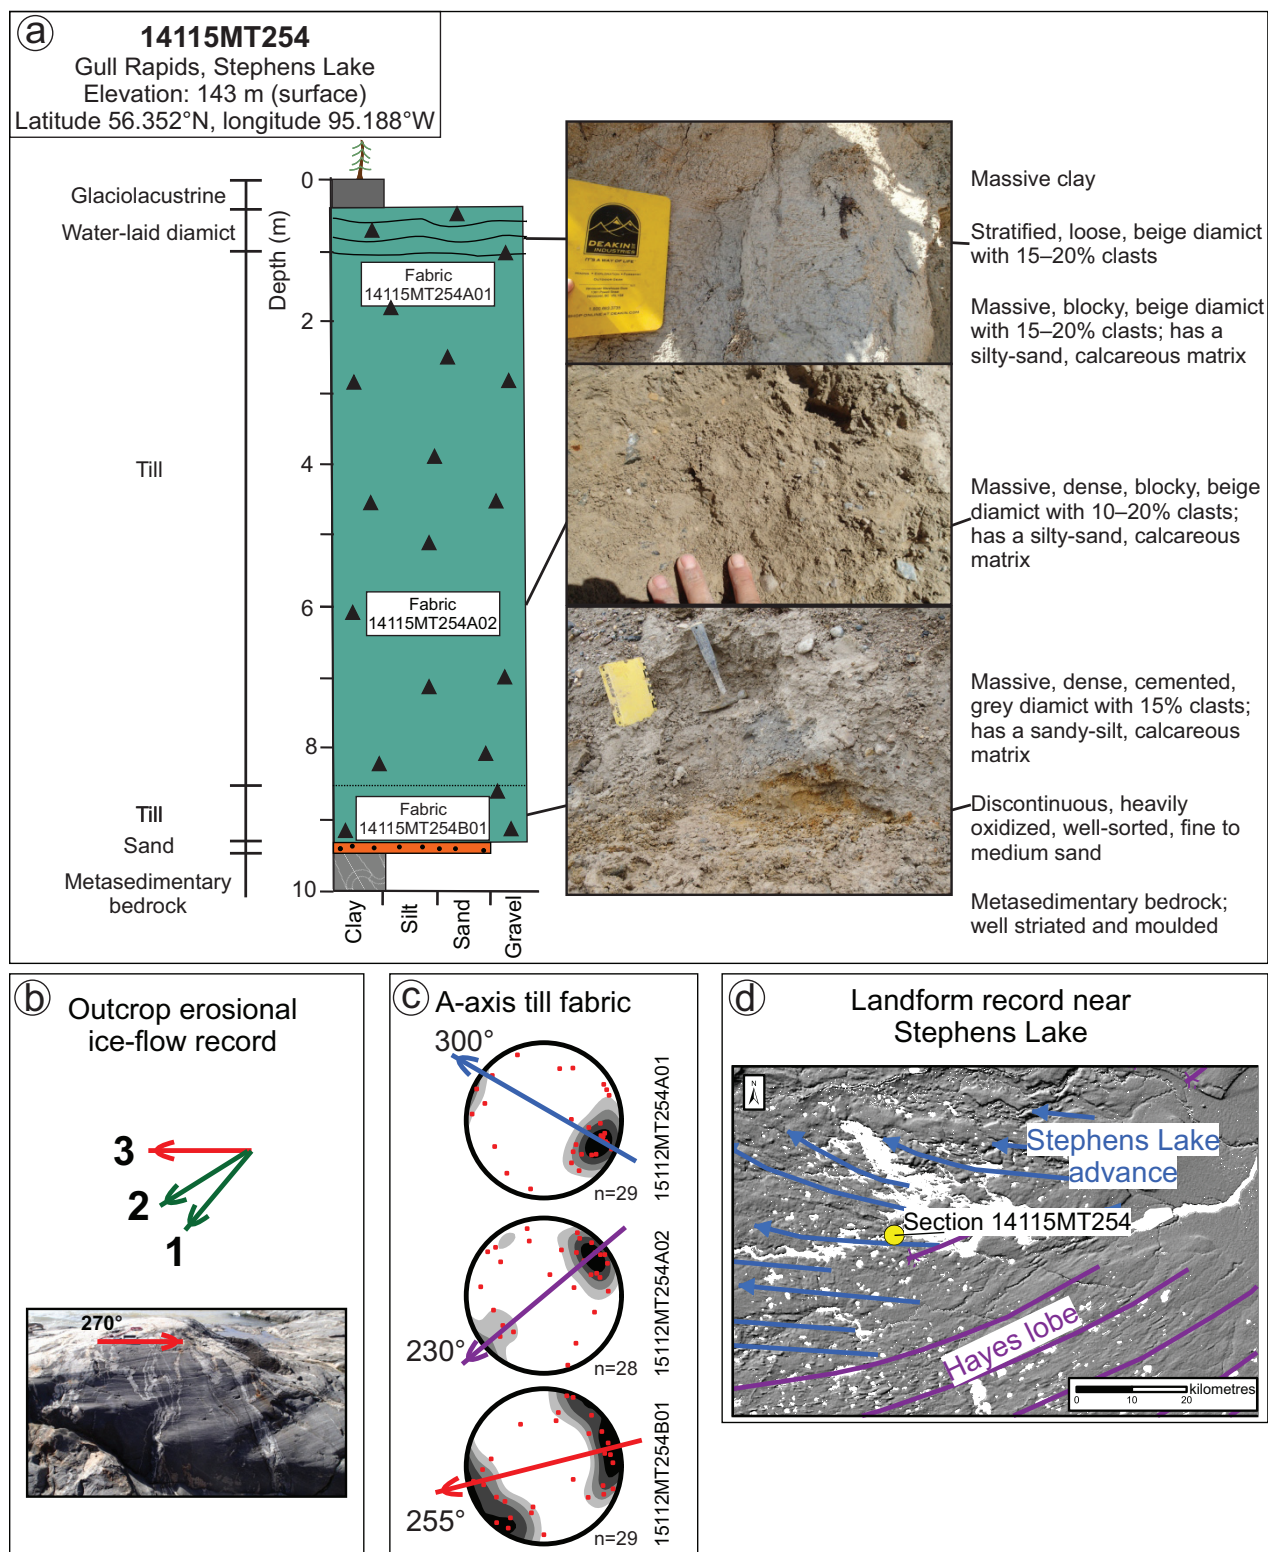 a
14115MT254
Gull Rapids, Stephens Lake
Elevation: 143 m (surface)
Latitude 56.352°N, longitude 95.188°W
Glaciolacustrine
Water-laid diamict
Till
Till
Sand
Metasedimentary
bedrock
Depth (m)
0
2
4
6
8
10
Fabric
14115MT254A01
Fabric
14115MT254A02
Fabric
14115MT254B01
Clay
Silt
Sand
Gravel
DEAKIN
INDUSTRIES
IT'S A WAY OF LIFE
Massive clay
Stratified, loose, beige diamict
with 15–20% clasts
Massive, blocky, beige diamict
with 15–20% clasts; has a
silty-sand, calcareous matrix
Massive, dense, blocky, beige
diamict with 10–20% clasts;
has a silty-sand, calcareous
matrix
Massive, dense, cemented,
grey diamict with 15% clasts;
has a sandy-silt, calcareous
matrix
Discontinuous, heavily
oxidized, well-sorted, fine to
medium sand
Metasedimentary bedrock;
well striated and moulded
b
Outcrop erosional
ice-flow record
3
2
1
270°
c
A-axis till fabric
300°
n=29
15112MT254A01
230°
n=28
15112MT254A02
255°
n=29
15112MT254B01
d
Landform record near
Stephens Lake
N
Stephens Lake
advance
Section 14115MT254
Hayes lobe
kilometres
0 10 20